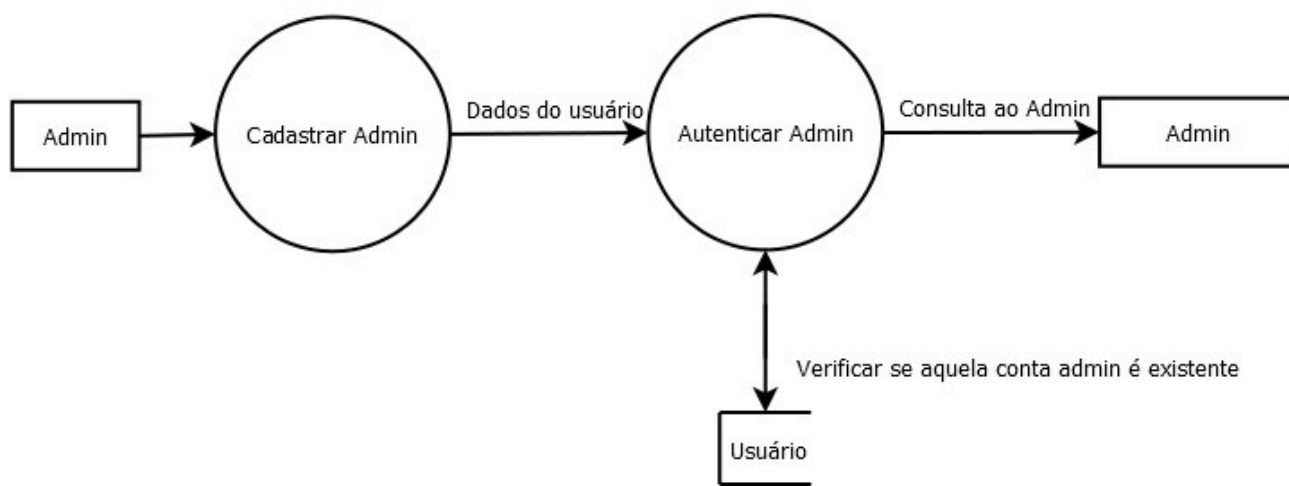 Admin
Cadastrar Admin
Dados do usuário
Autenticar Admin
Consulta ao Admin
Admin
Verificar se aquela conta admin é existente
Usuário